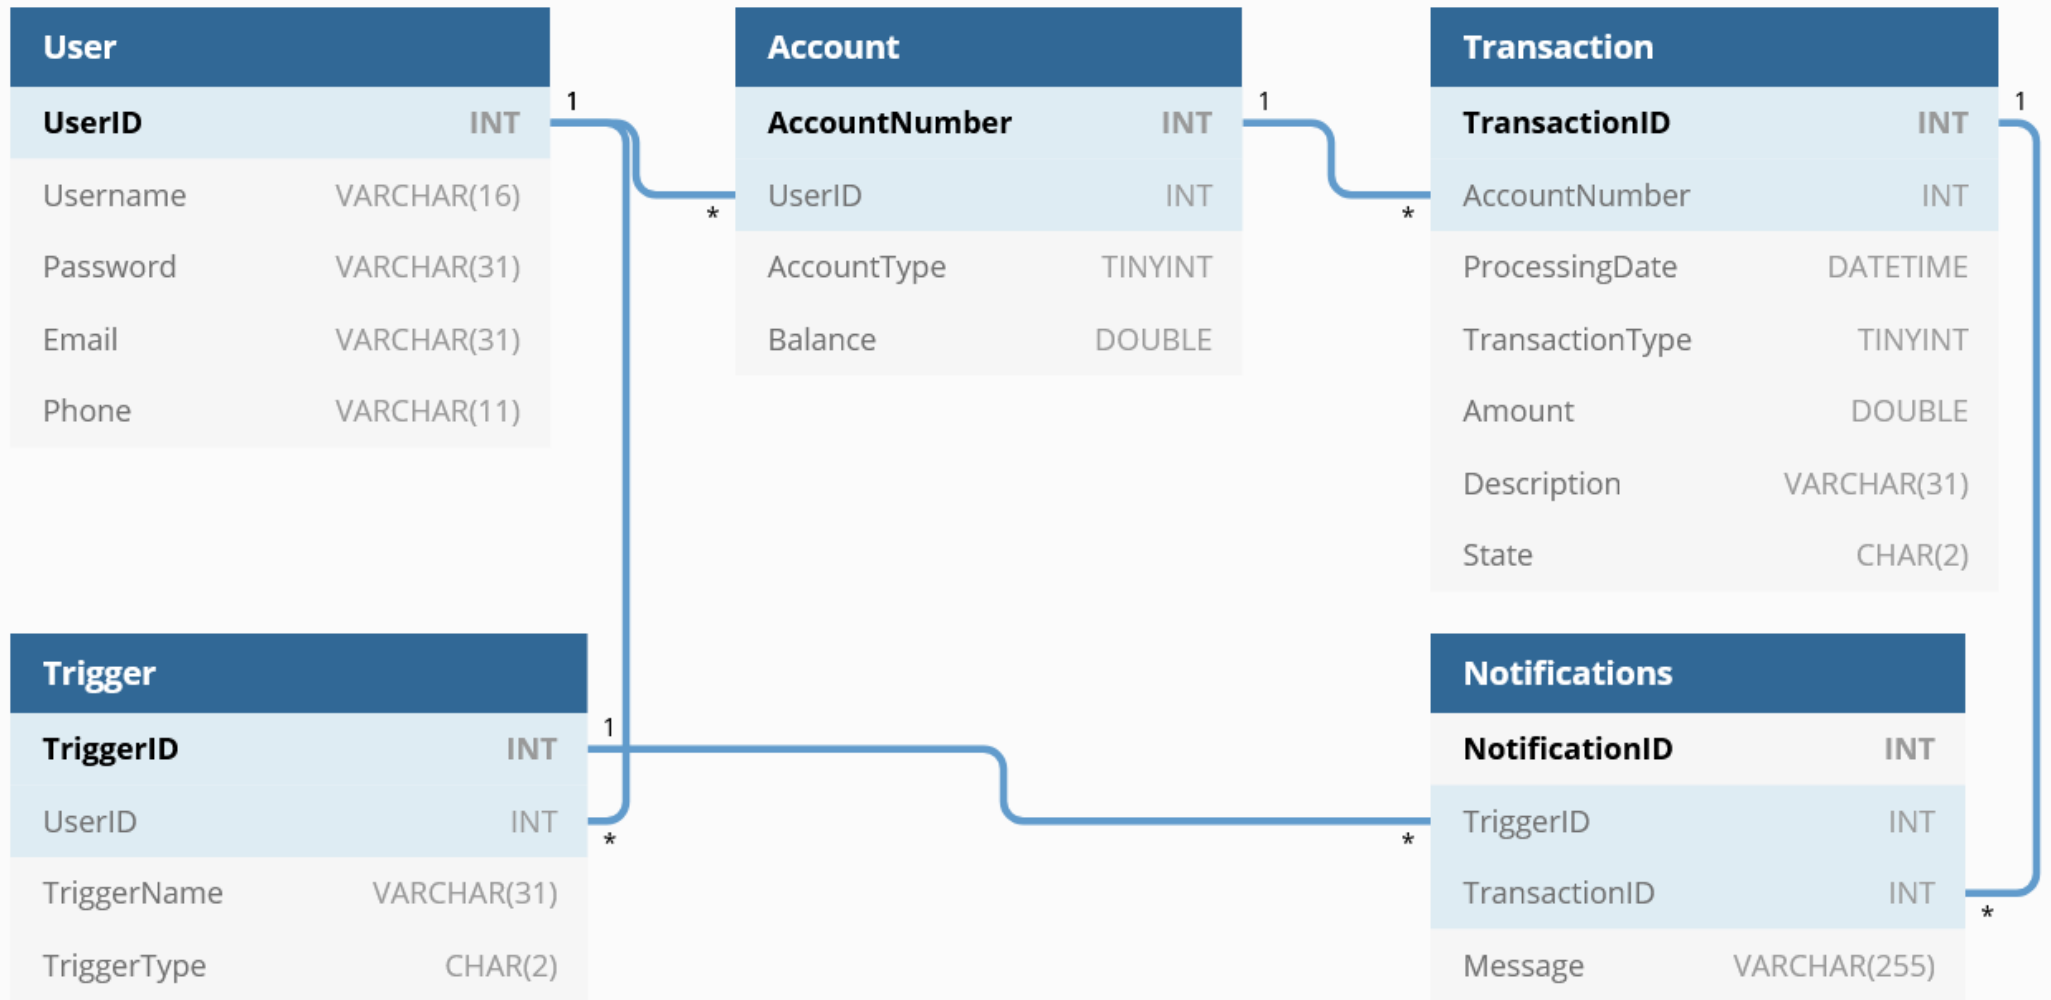 User
UserID INT
Username VARCHAR(16)
Password VARCHAR(31)
Email VARCHAR(31)
Phone VARCHAR(11)
1
*
Account
AccountNumber INT
UserID INT
AccountType TINYINT
Balance DOUBLE
1
*
Transaction
TransactionID INT
AccountNumber INT
ProcessingDate DATETIME
TransactionType TINYINT
Amount DOUBLE
Description VARCHAR(31)
State CHAR(2)
1
Trigger
TriggerID INT
UserID INT
TriggerName VARCHAR(31)
TriggerType CHAR(2)
1
*
*
Notifications
NotificationID INT
TriggerID INT
TransactionID INT
Message VARCHAR(255)
*